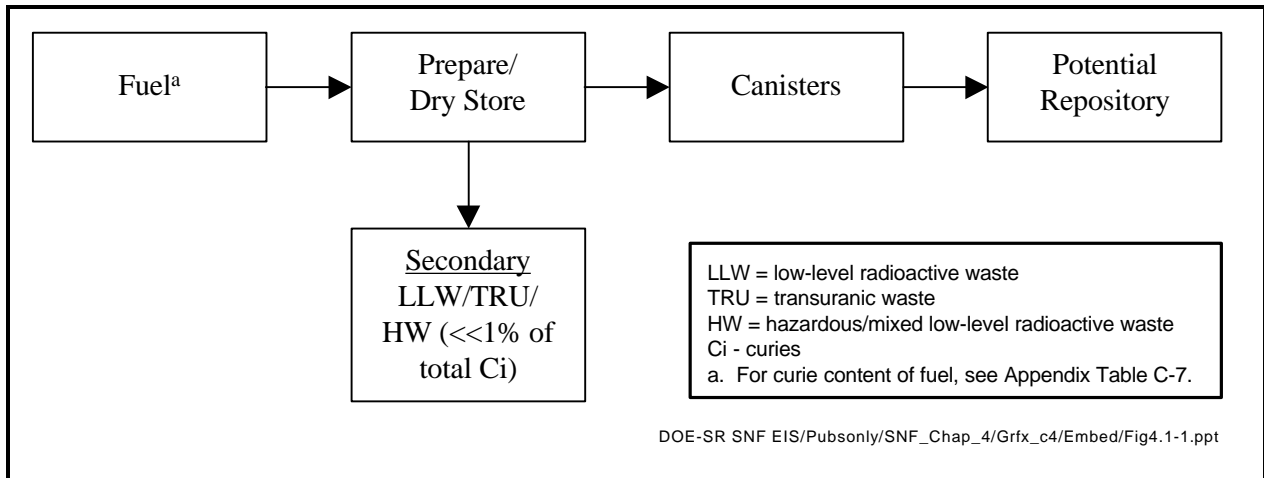 Fuelᵃ
Prepare/
Dry Store
Canisters
Potential
Repository
Secondary
LLW/TRU/
HW (<<1% of
total Ci)
LLW = low-level radioactive waste
TRU = transuranic waste
HW = hazardous/mixed low-level radioactive waste
Ci - curies
a. For curie content of fuel, see Appendix Table C-7.
DOE-SR SNF EIS/Pubsonly/SNF_Chap_4/Grfx_c4/Embed/Fig4.1-1.ppt